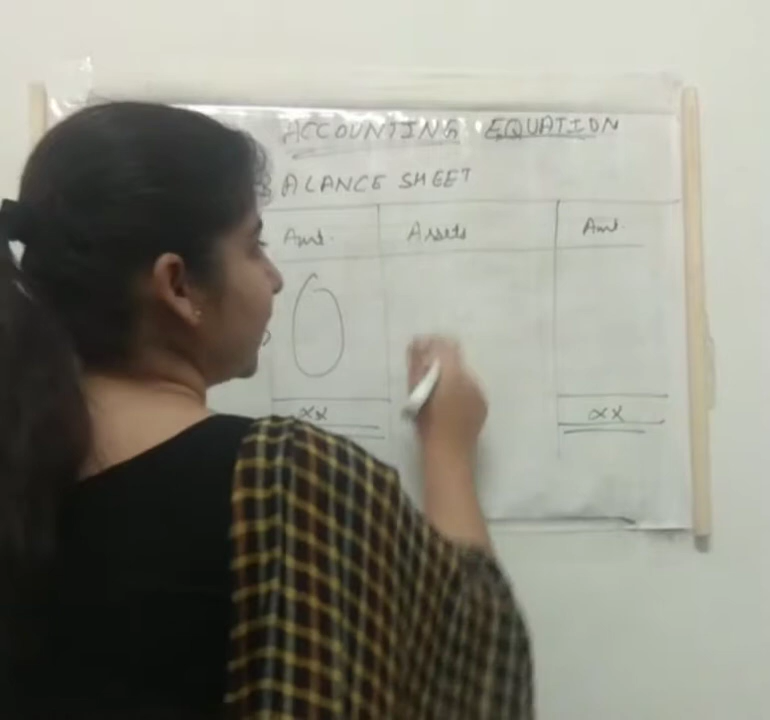 ACCOUNTING EQUATION
BALANCE SHEET
Amt. Assets Amt.
xx xx